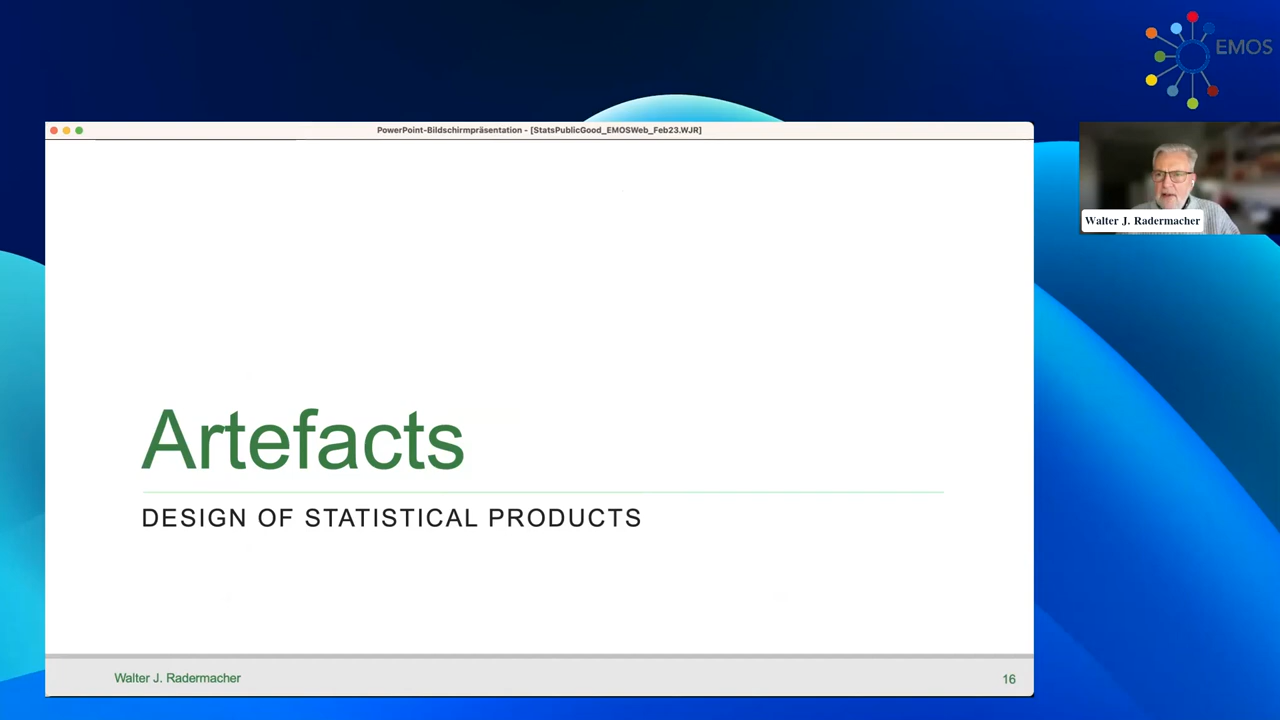 EMOS
PowerPoint-Bildschirmpräsentation - [StatsPublicGood_EMOSWeb_Feb23.WJR]
Walter J. Radermacher
Artefacts
DESIGN OF STATISTICAL PRODUCTS
Walter J. Radermacher
16